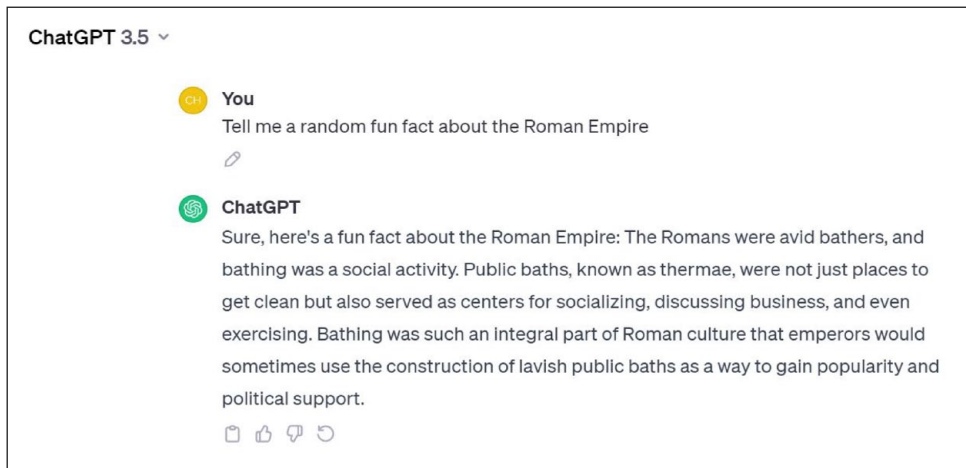 ChatGPT 3.5
CH
You
Tell me a random fun fact about the Roman Empire
ChatGPT
Sure, here's a fun fact about the Roman Empire: The Romans were avid bathers, and
bathing was a social activity. Public baths, known as thermae, were not just places to
get clean but also served as centers for socializing, discussing business, and even
exercising. Bathing was such an integral part of Roman culture that emperors would
sometimes use the construction of lavish public baths as a way to gain popularity and
political support.